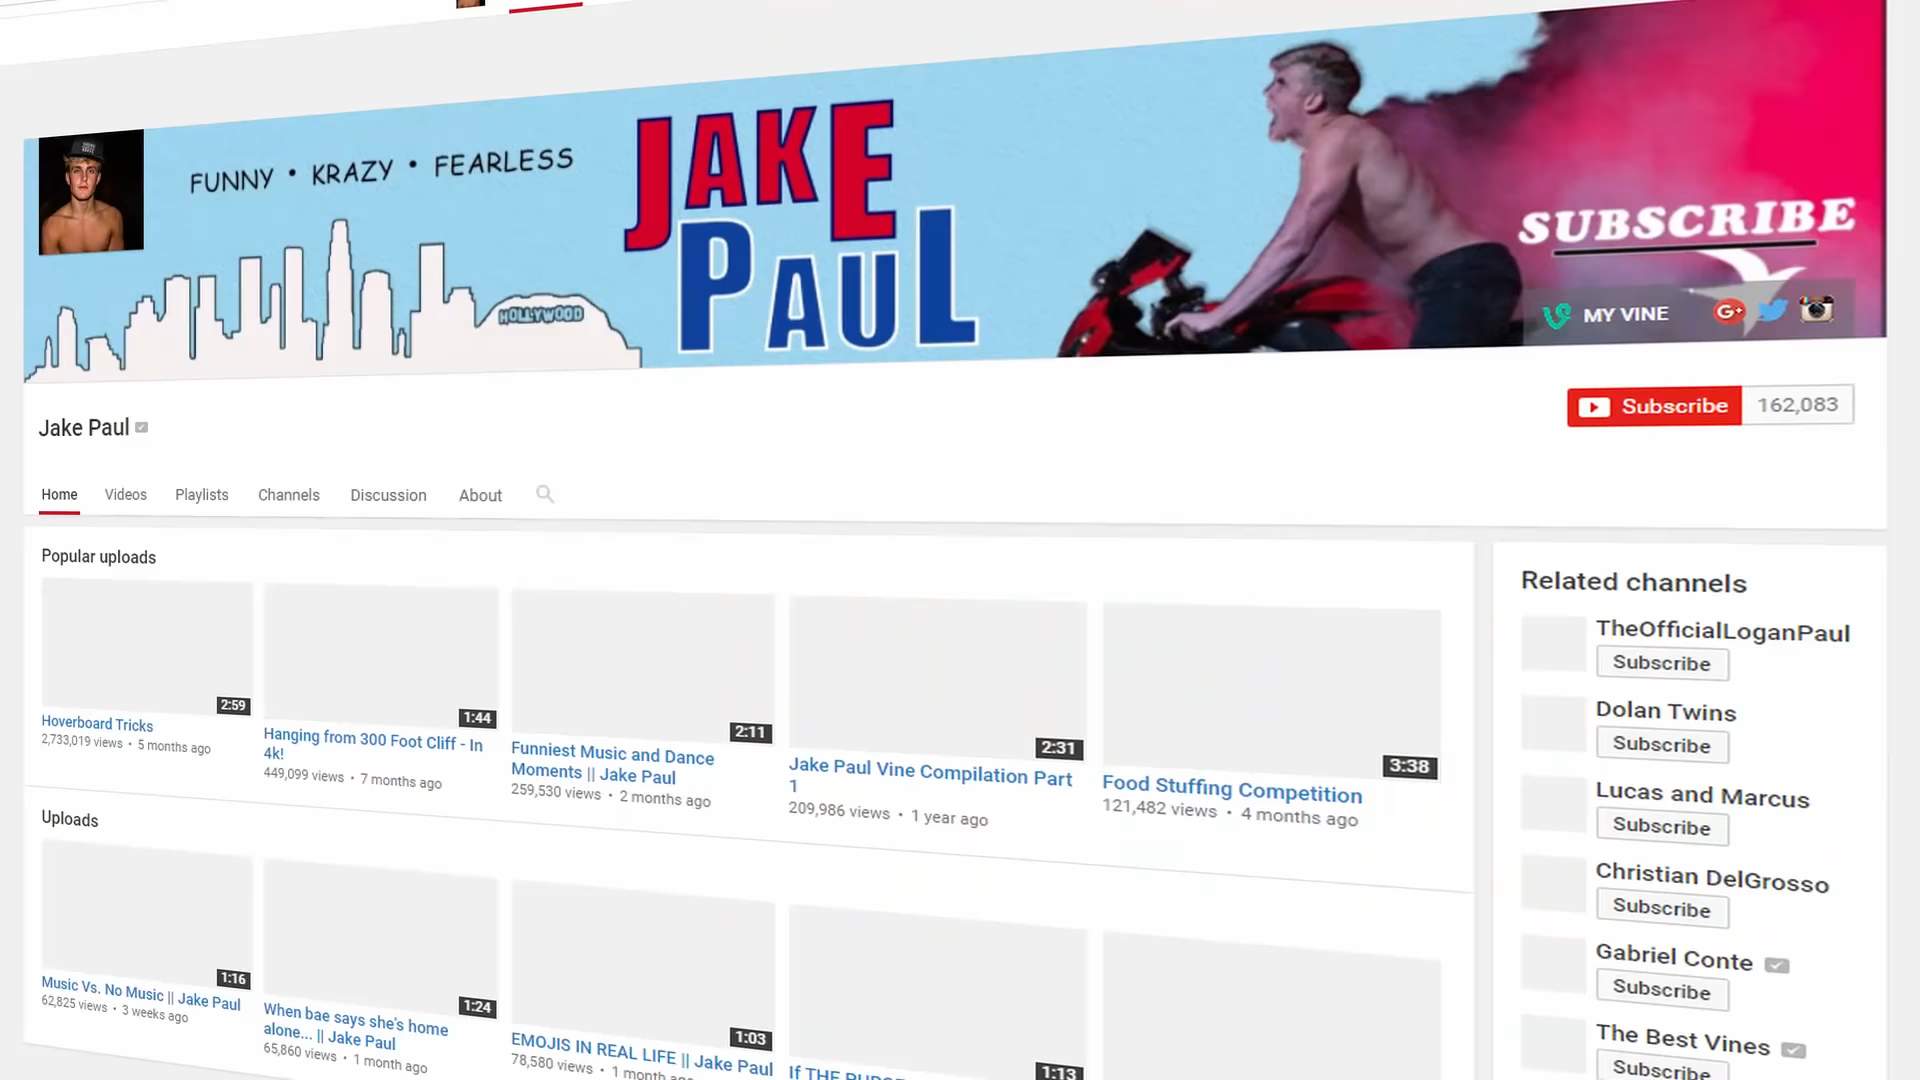 FUNNY • KRAZY • FEARLESS
JAKE
PAUL
HOLLYWOOD
SUBSCRIBE
MY VINE
G+
Jake Paul
Subscribe 162,083
Home Videos Playlists Channels Discussion About
Popular uploads
2:59
Hoverboard Tricks
2,733,019 views • 5 months ago
1:44
Hanging from 300 Foot Cliff - In
4k!
449,099 views • 7 months ago
2:11
Funniest Music and Dance
Moments || Jake Paul
259,530 views • 2 months ago
2:31
Jake Paul Vine Compilation Part
1
209,986 views • 1 year ago
3:38
Food Stuffing Competition
121,482 views • 4 months ago
Uploads
1:16
Music Vs. No Music || Jake Paul
62,825 views • 3 weeks ago
1:24
When bae says she's home
alone... || Jake Paul
65,860 views • 1 month ago
1:03
EMOJIS IN REAL LIFE || Jake Paul
78,580 views • 1 month ago
1:13
If THE
Related channels
TheOfficialLoganPaul
Subscribe
Dolan Twins
Subscribe
Lucas and Marcus
Subscribe
Christian DelGrosso
Subscribe
Gabriel Conte
Subscribe
The Best Vines
Subscribe